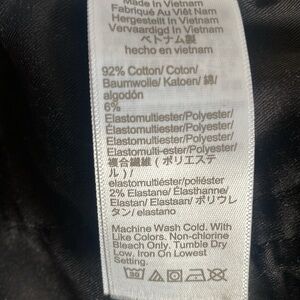 Made in Vietnam
Fabriqué Au Viêt Nam
Hergestellt In Vietnam
Vervaardigd in Vietnam
ベトナム製
hecho en vietnam
92% Cotton/ Coton/
Baumwolle/ Katoen/ 綿/
algodón
6%
Elastomultiester/Polyester/
Élastomultiester/Polyester/
Elastomultiester/Polyester/
Elastomulti-ester/Polyester/
複合繊維 (ポリエステ
ル) /
elastomultiéster/poliéster
2% Elastane/ Élasthanne/
Elastan/ Elastaan/ ポリウレ
タン/ elastano
Machine Wash Cold. With
Like Colors. Non-chlorine
Bleach Only. Tumble Dry
Low. Iron On Lowest
Setting.